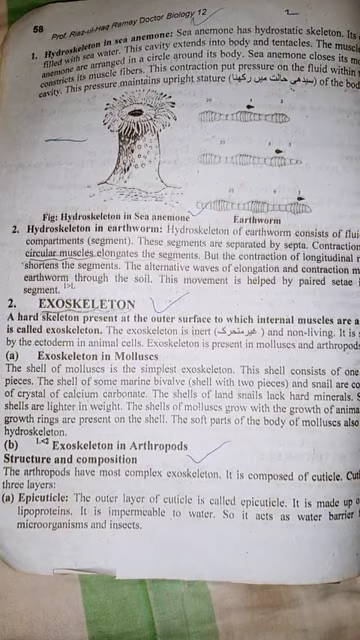 58 Prof. Riaz-ul-Haq Ramay Doctor Biology 12
1. Hydroskeleton in sea anemone: Sea anemone has hydrostatic skeleton. Its
filled with sea water. This cavity extends into body and tentacles. The muscle
anemone are arranged in a circle around its body. Sea anemone closes its mo
constricts its muscle fibers. This contraction put pressure on the fluid within
cavity. This pressure maintains upright stature (سیدھی حالت میں رکھنا) of the bod
Fig: Hydroskeleton in Sea anemone
Earthworm
2. Hydroskeleton in earthworm: Hydroskeleton of earthworm consists of flui
compartments (segment). These segments are separated by septa. Contraction
circular muscles elongates the segments. But the contraction of longitudinal
shortens the segments. The alternative waves of elongation and contraction m
earthworm through the soil. This movement is helped by paired setae
segment.
2. EXOSKELETON
A hard skeleton present at the outer surface to which internal muscles are a
is called exoskeleton. The exoskeleton is inert (غیر متحرک) and non-living. It is
by the ectoderm in animal cells. Exoskeleton is present in molluscs and arthropods
(a) Exoskeleton in Molluscs
The shell of molluscs is the simplest exoskeleton. This shell consists of one
pieces. The shell of some marine bivalve (shell with two pieces) and snail are co
of crystal of calcium carbonate. The shells of land snails lack hard minerals. S
shells are lighter in weight. The shells of molluscs grow with the growth of anima
growth rings are present on the shell. The soft parts of the body of molluscs also
hydroskeleton.
(b) Exoskeleton in Arthropods
Structure and composition
The arthropods have most complex exoskeleton. It is composed of cuticle. Cuti
three layers:
(a) Epicuticle: The outer layer of cuticle is called epicuticle. It is made up o
lipoproteins. It is impermeable to water. So it acts as water barrier
microorganisms and insects.